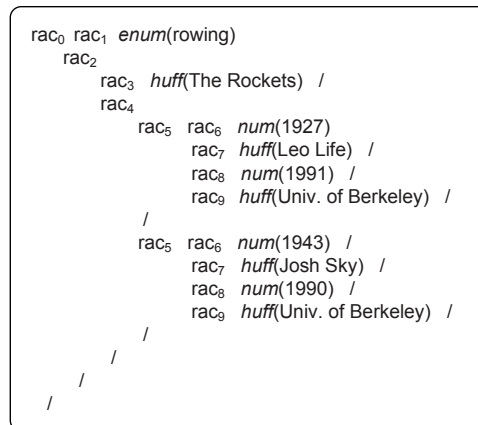 rac₀ rac₁ enum(rowing)
rac₂
rac₃ huff(The Rockets) /
rac₄
rac₅ rac₆ num(1927)
rac₇ huff(Leo Life) /
rac₈ num(1991) /
rac₉ huff(Univ. of Berkeley) /
/
rac₅ rac₆ num(1943) /
rac₇ huff(Josh Sky) /
rac₈ num(1990) /
rac₉ huff(Univ. of Berkeley) /
/
/
/
/